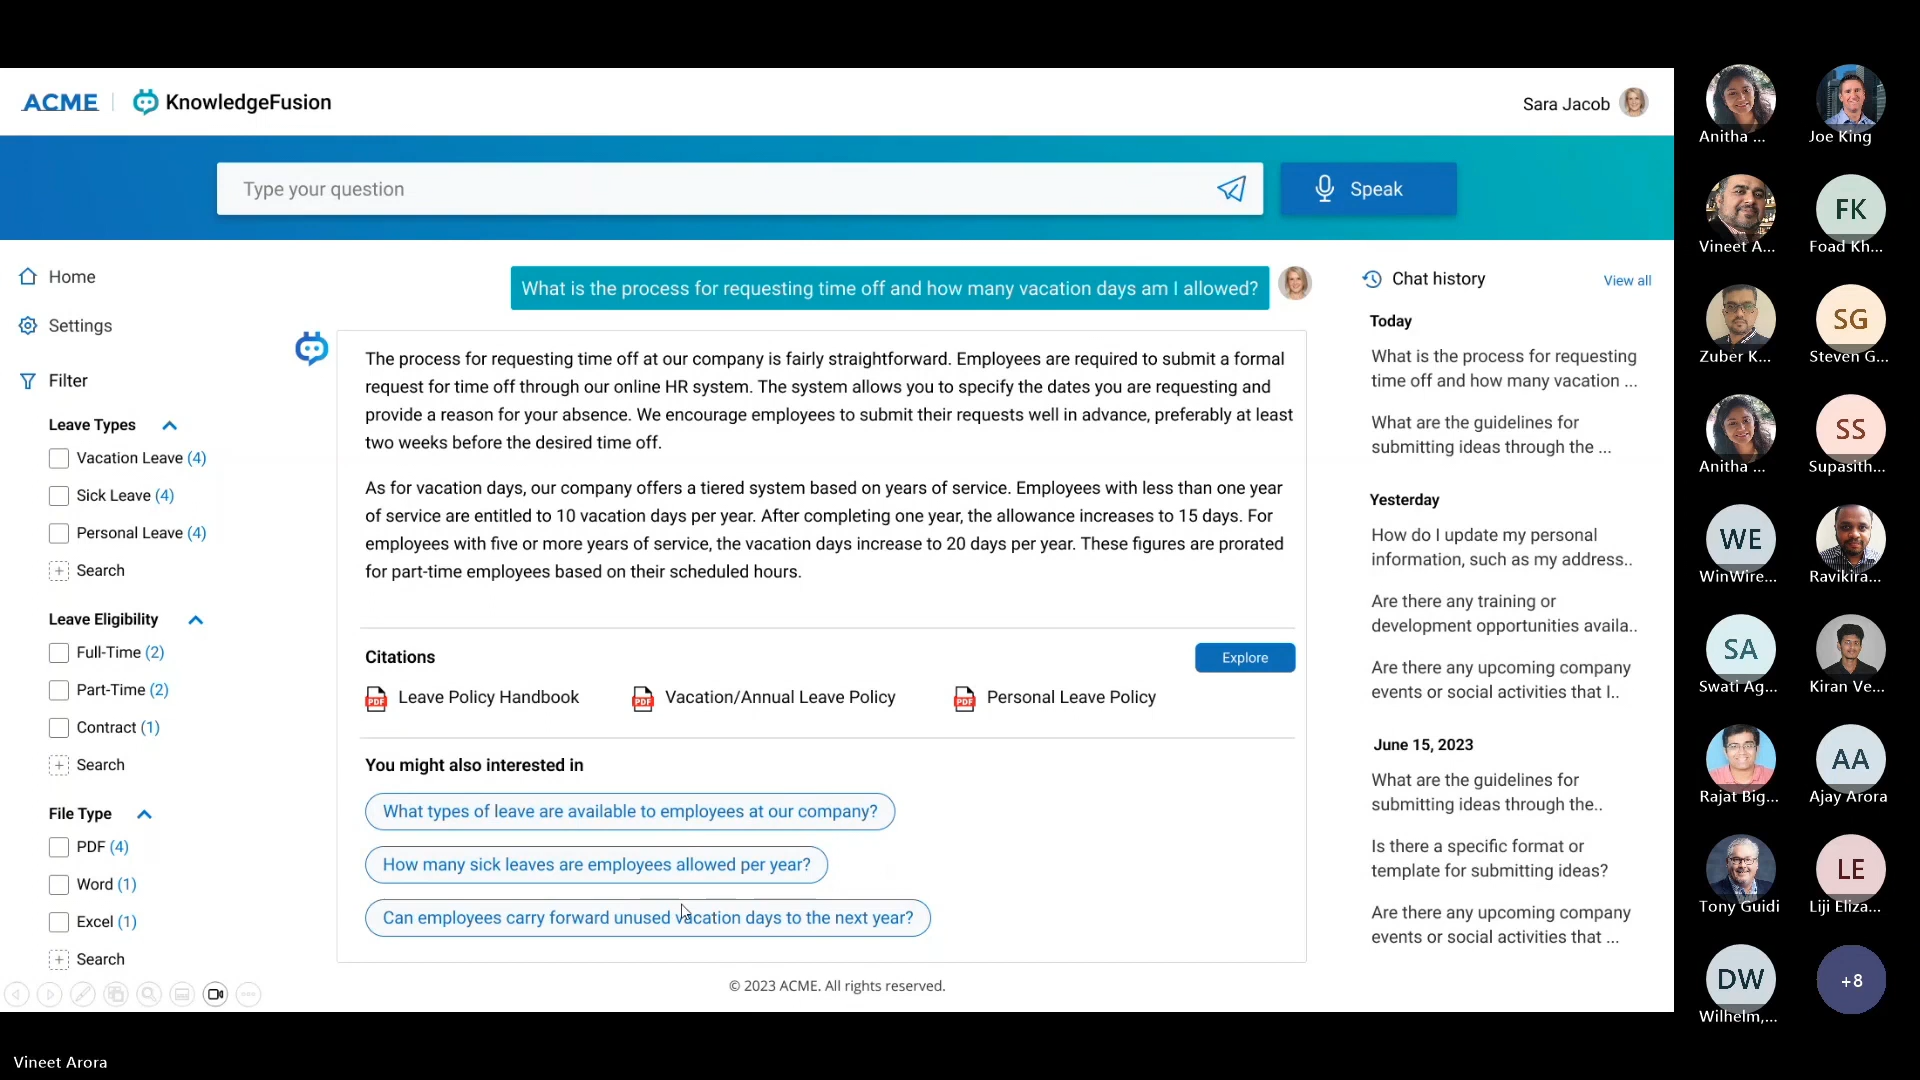 ACME
KnowledgeFusion
Sara Jacob
Type your question
Speak
Home
Settings
Filter
Leave Types
Vacation Leave (4)
Sick Leave (4)
Personal Leave (4)
Search
Leave Eligibility
Full-Time (2)
Part-Time (2)
Contract (1)
Search
File Type
PDF (4)
Word (1)
Excel (1)
Search
What is the process for requesting time off and how many vacation days am I allowed?
The process for requesting time off at our company is fairly straightforward. Employees are required to submit a formal
request for time off through our online HR system. The system allows you to specify the dates you are requesting and
provide a reason for your absence. We encourage employees to submit their requests well in advance, preferably at least
two weeks before the desired time off.
As for vacation days, our company offers a tiered system based on years of service. Employees with less than one year
of service are entitled to 10 vacation days per year. After completing one year, the allowance increases to 15 days. For
employees with five or more years of service, the vacation days increase to 20 days per year. These figures are prorated
for part-time employees based on their scheduled hours.
Citations
Explore
PDF Leave Policy Handbook
PDF Vacation/Annual Leave Policy
PDF Personal Leave Policy
You might also interested in
What types of leave are available to employees at our company?
How many sick leaves are employees allowed per year?
Can employees carry forward unused vacation days to the next year?
© 2023 ACME. All rights reserved.
Chat history
View all
Today
What is the process for requesting
time off and how many vacation ...
What are the guidelines for
submitting ideas through the ...
Yesterday
How do I update my personal
information, such as my address..
Are there any training or
development opportunities availa..
Are there any upcoming company
events or social activities that I..
June 15, 2023
What are the guidelines for
submitting ideas through the..
Is there a specific format or
template for submitting ideas?
Are there any upcoming company
events or social activities that ...
Anitha ...
Joe King
Vineet A...
FK
Foad Kh...
Zuber K...
SG
Steven G...
Anitha ...
SS
Supasith...
WE
WinWire...
Ravikira...
SA
Swati Ag...
Kiran Ve...
Rajat Big...
AA
Ajay Arora
Tony Guidi
LE
Liji Eliza...
DW
Wilhelm,...
+8
Vineet Arora